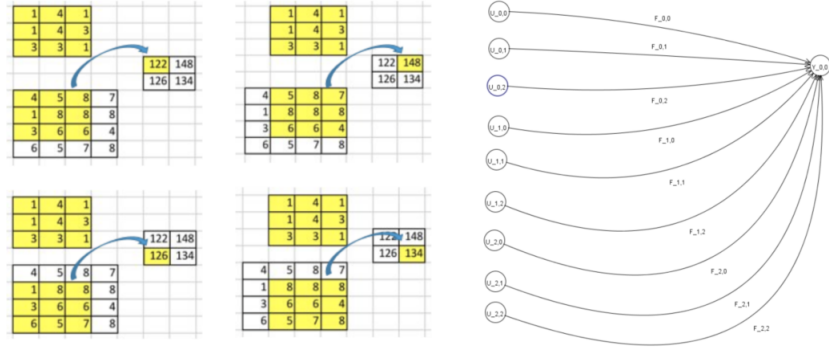 1 4 1
1 4 3
3 3 1
122 148
126 134
4 5 8 7
1 8 8 8
3 6 6 4
6 5 7 8
1 4 1
1 4 3
3 3 1
122 148
126 134
4 5 8 7
1 8 8 8
3 6 6 4
6 5 7 8
1 4 1
1 4 3
3 3 1
122 148
126 134
4 5 8 7
1 8 8 8
3 6 6 4
6 5 7 8
1 4 1
1 4 3
3 3 1
122 148
126 134
4 5 8 7
1 8 8 8
3 6 6 4
6 5 7 8
U_0,0
F_0,0
U_0,1
F_0,1
Y_0,0
U_0,2
F_0,2
U_1,0
F_1,0
U_1,1
F_1,1
U_1,2
F_1,2
U_2,0
F_2,0
U_2,1
F_2,1
U_2,2
F_2,2